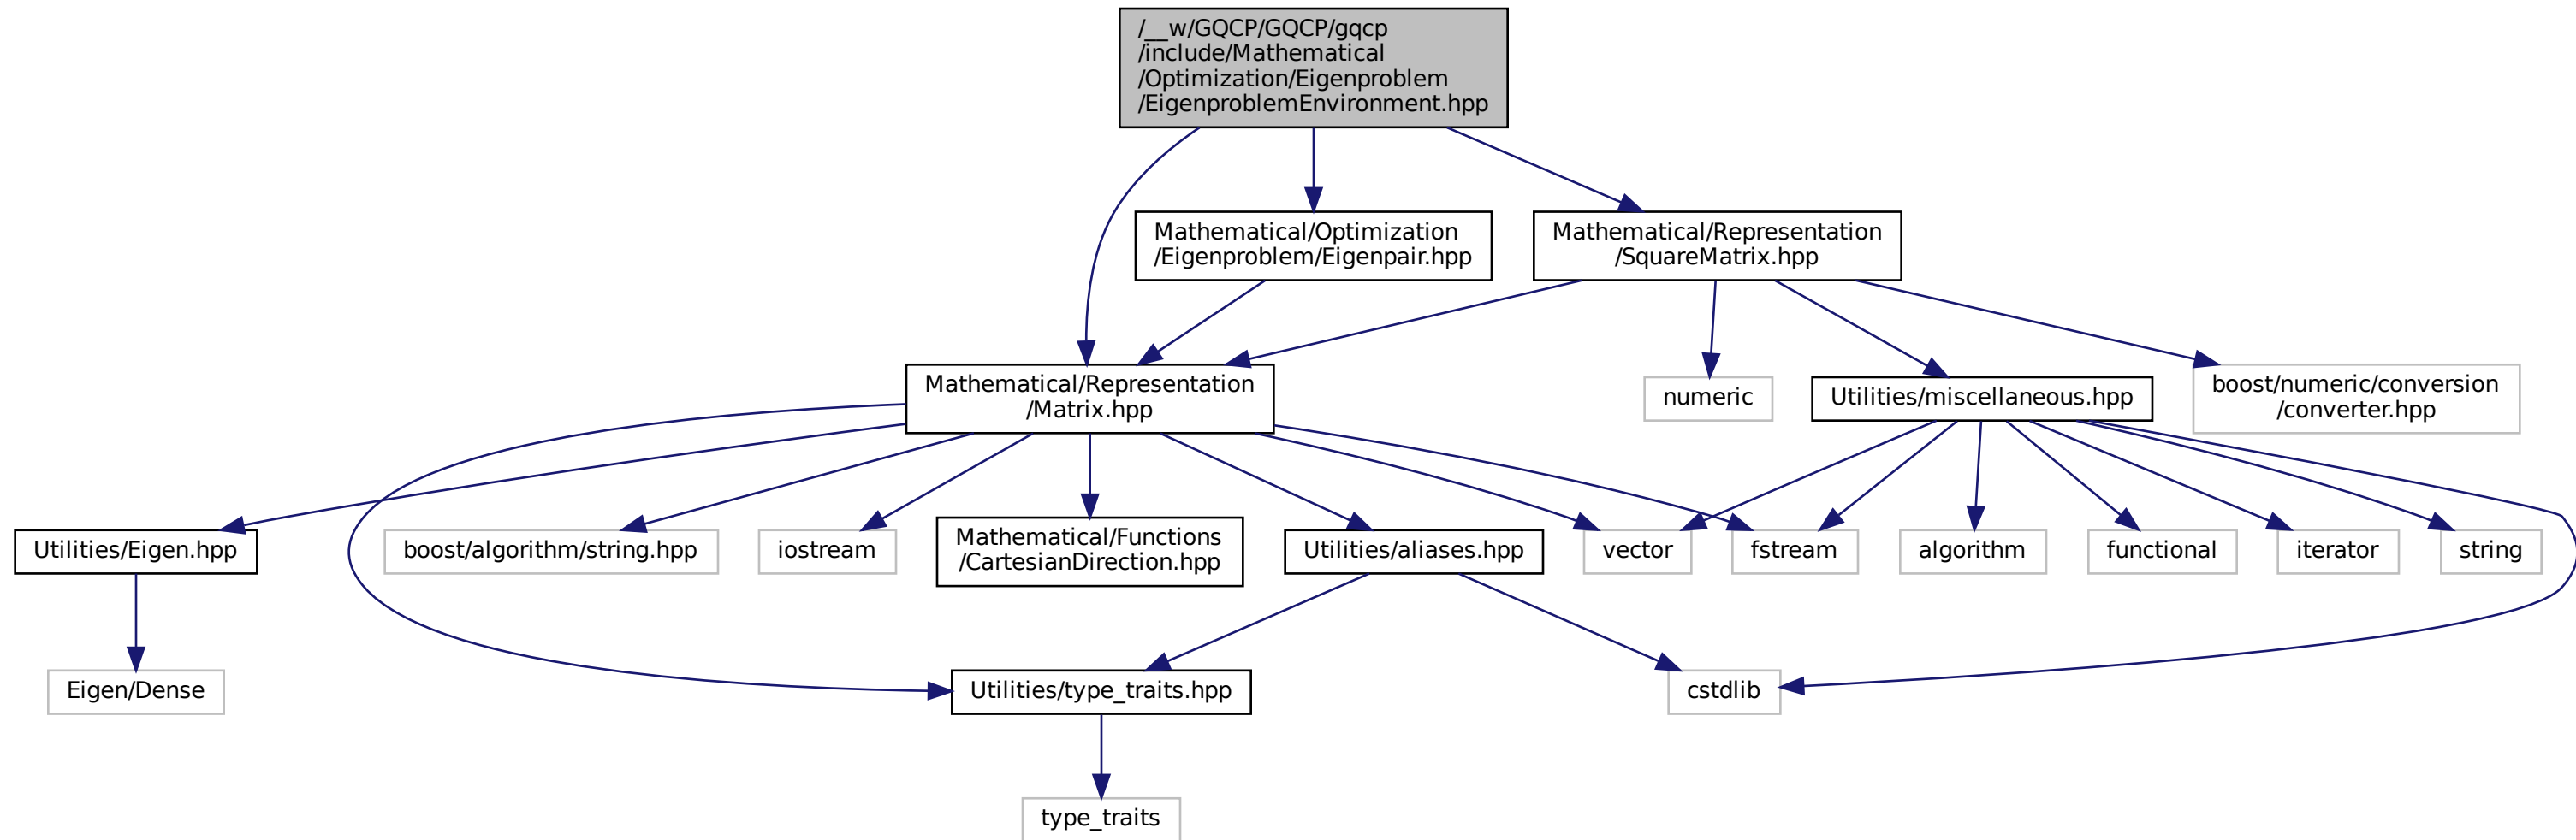 /__w/GQCP/GQCP/gqcp
/include/Mathematical
/Optimization/Eigenproblem
/EigenproblemEnvironment.hpp
Mathematical/Optimization
/Eigenproblem/Eigenpair.hpp
Mathematical/Representation
/SquareMatrix.hpp
Mathematical/Representation
/Matrix.hpp
numeric
Utilities/miscellaneous.hpp
boost/numeric/conversion
/converter.hpp
Utilities/Eigen.hpp
boost/algorithm/string.hpp
iostream
Mathematical/Functions
/CartesianDirection.hpp
Utilities/aliases.hpp
vector
fstream
algorithm
functional
iterator
string
Eigen/Dense
Utilities/type_traits.hpp
cstdlib
type_traits